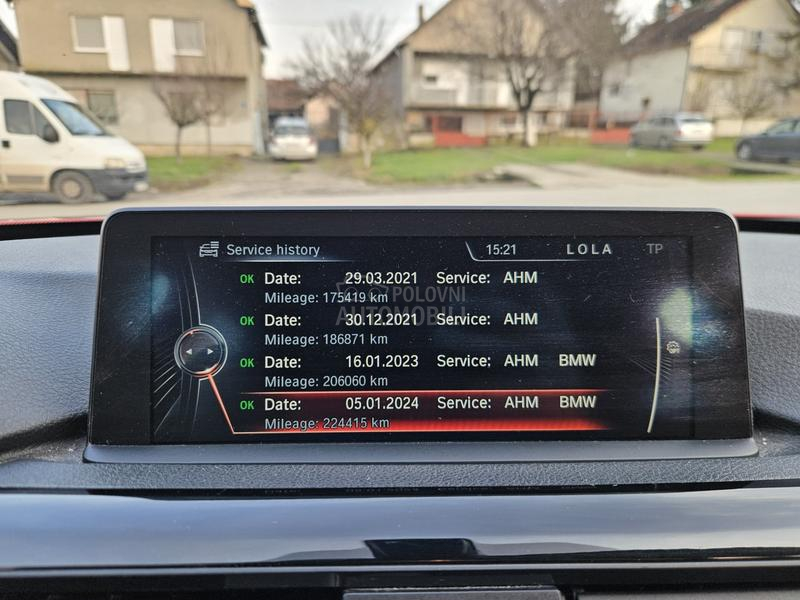 Service history 15:21 LOLA TP
OK Date: 29.03.2021 Service: AHM
Mileage: 175419 km
POLOVNI
AUTOMOBILI
OK Date: 30.12.2021 Service: AHM
Mileage: 186871 km
OK Date: 16.01.2023 Service: AHM BMW
Mileage: 206060 km
OK Date: 05.01.2024 Service: AHM BMW
Mileage: 224415 km